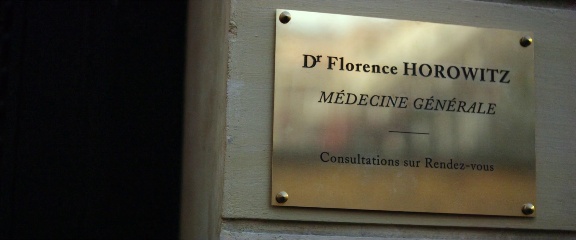 Dr Florence HOROWITZ
MÉDECINE GÉNÉRALE
Consultations sur Rendez-vous